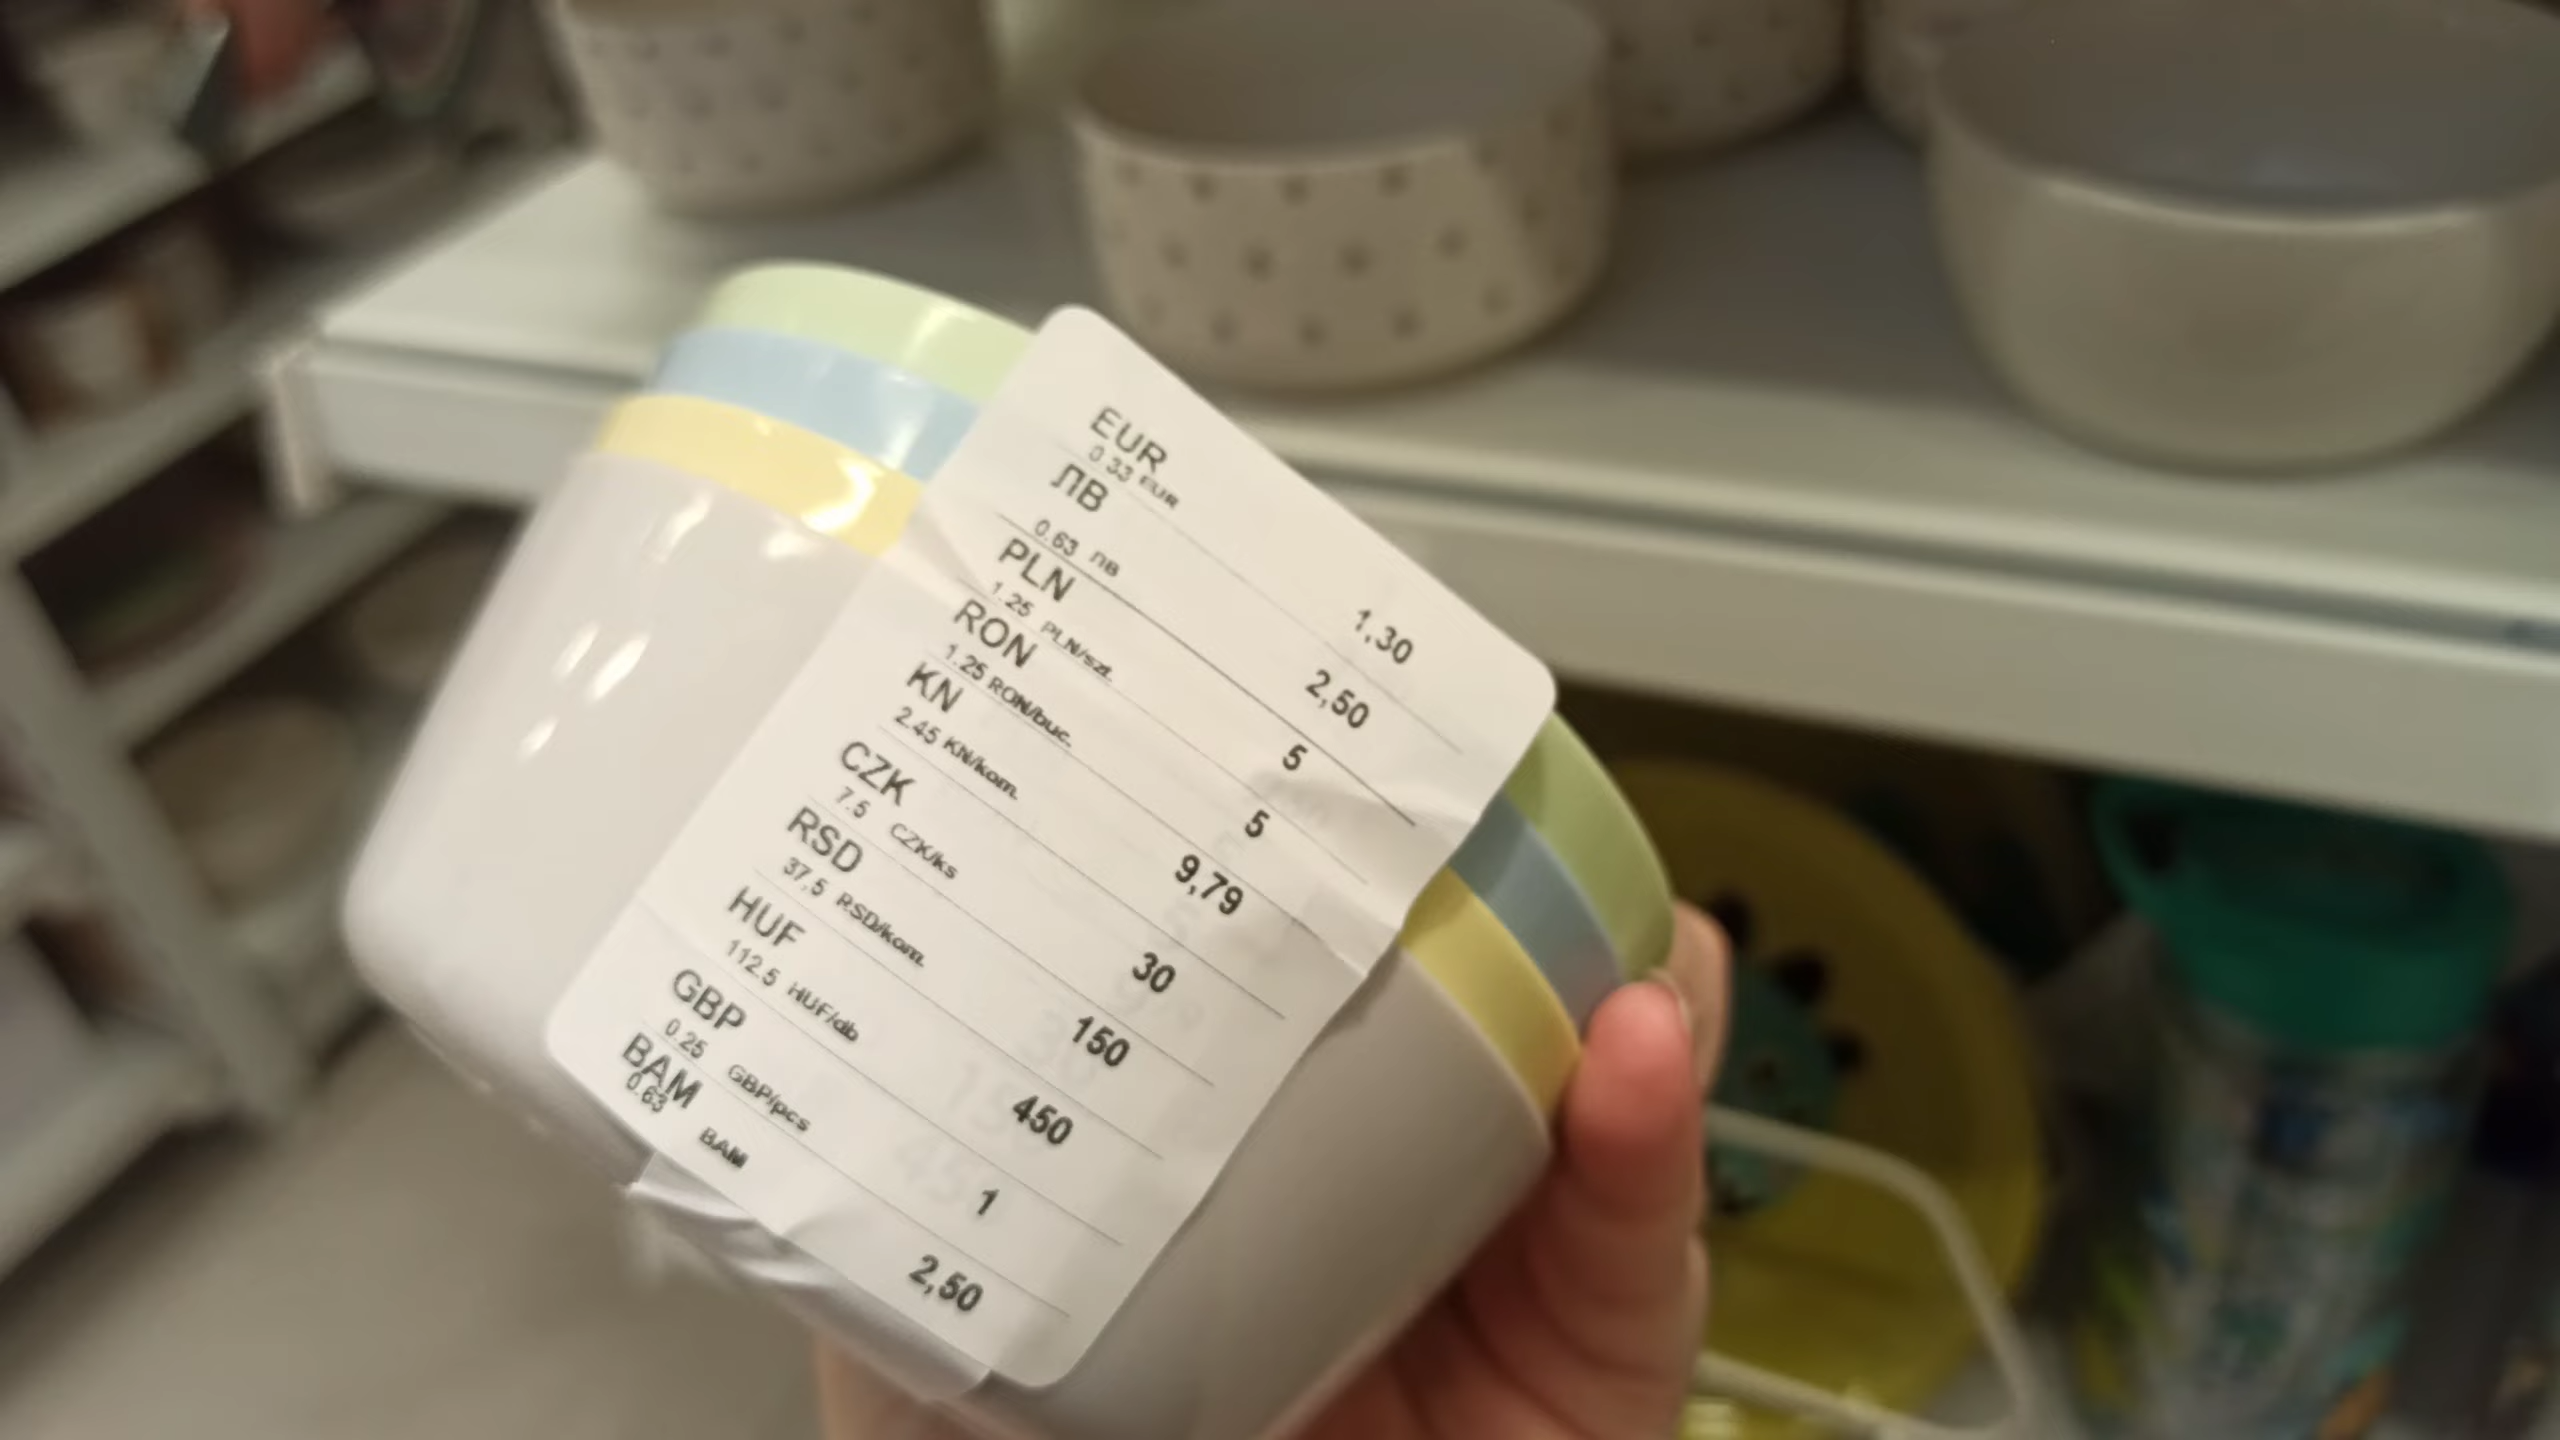 EUR 1,30
0.33 EUR
ЛВ 2,50
0.63 ЛВ
PLN 5
1.25 PLN/szt.
RON 5
1.25 RON/buc.
KN 9,79
2.45 KN/kom.
CZK 30
7.5 CZK/ks
RSD 150
37,5 RSD/kom.
HUF 450
112.5 HUF/db
GBP 1
0.25 GBP/pcs
BAM 2,50
0.63 BAM